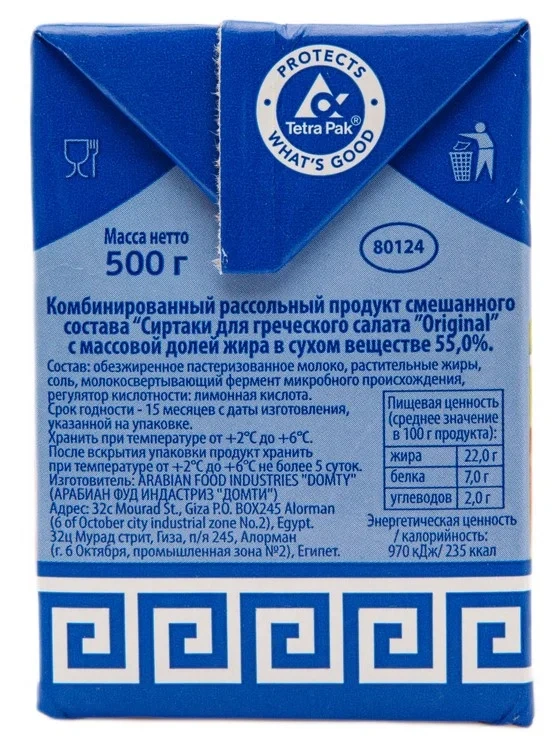 PROTECTS
Tetra Pak®
WHAT'S GOOD
Масса нетто
500 г
80124
Комбинированный рассольный продукт смешанного
состава "Сиртаки для греческого салата "Original"
с массовой долей жира в сухом веществе 55,0%.
Состав: обезжиренное пастеризованное молоко, растительные жиры,
соль, молокосвертывающий фермент микробного происхождения,
регулятор кислотности: лимонная кислота.
Срок годности - 15 месяцев с даты изготовления,
указанной на упаковке.
Хранить при температуре от +2°С до +6°С.
После вскрытия упаковки продукт хранить
при температуре от +2°С до +6°С не более 5 суток.
Изготовитель: ARABIAN FOOD INDUSTRIES "DOMTY"
(АРАБИАН ФУД ИНДАСТРИЗ "ДОМТИ")
Адрес: 32c Mourad St., Giza P.O. BOX245 Alorman
(6 of October city industrial zone No.2), Egypt.
32ц Мурад стрит, Гиза, п/я 245, Алорман
(г. 6 Октября, промышленная зона №2), Египет.
Пищевая ценность
(среднее значение
в 100 г продукта):
жира 22,0 г
белка 7,0 г
углеводов 2,0 г
Энергетическая ценность
/ калорийность:
970 кДж/ 235 ккал